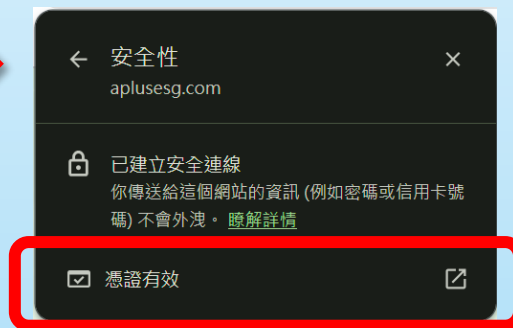 安全性
aplusesg.com
已建立安全連線
你傳送給這個網站的資訊 (例如密碼或信用卡號
碼) 不會外洩。 瞭解詳情
憑證有效